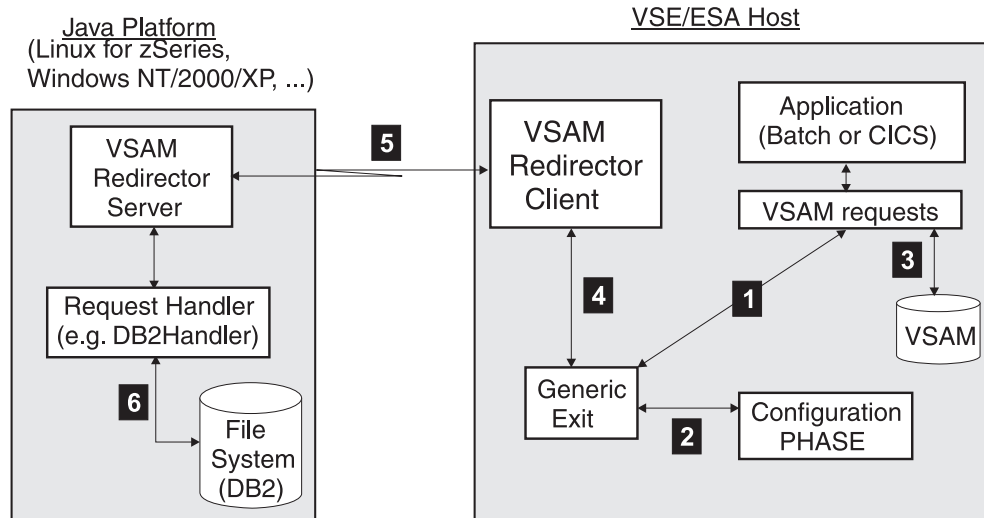 Java Platform
(Linux for zSeries,
Windows NT/2000/XP, ...)
VSAM
Redirector
Server
Request Handler
(e.g. DB2Handler)
6
File
System
(DB2)
5
VSE/ESA Host
VSAM
Redirector
Client
Application
(Batch or CICS)
VSAM requests
4
1
3
VSAM
Generic
Exit
2
Configuration
PHASE